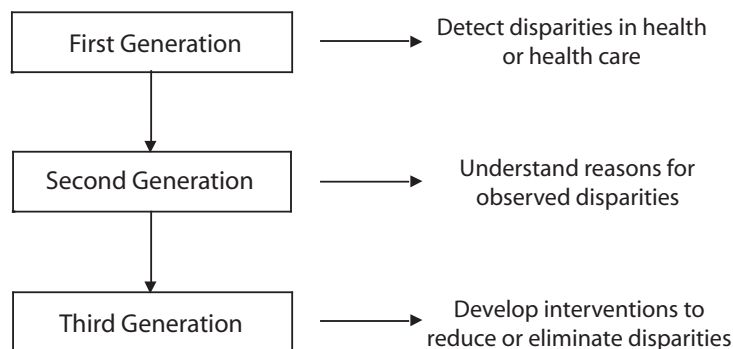 First Generation
Detect disparities in health
or health care
Second Generation
Understand reasons for
observed disparities
Third Generation
Develop interventions to
reduce or eliminate disparities